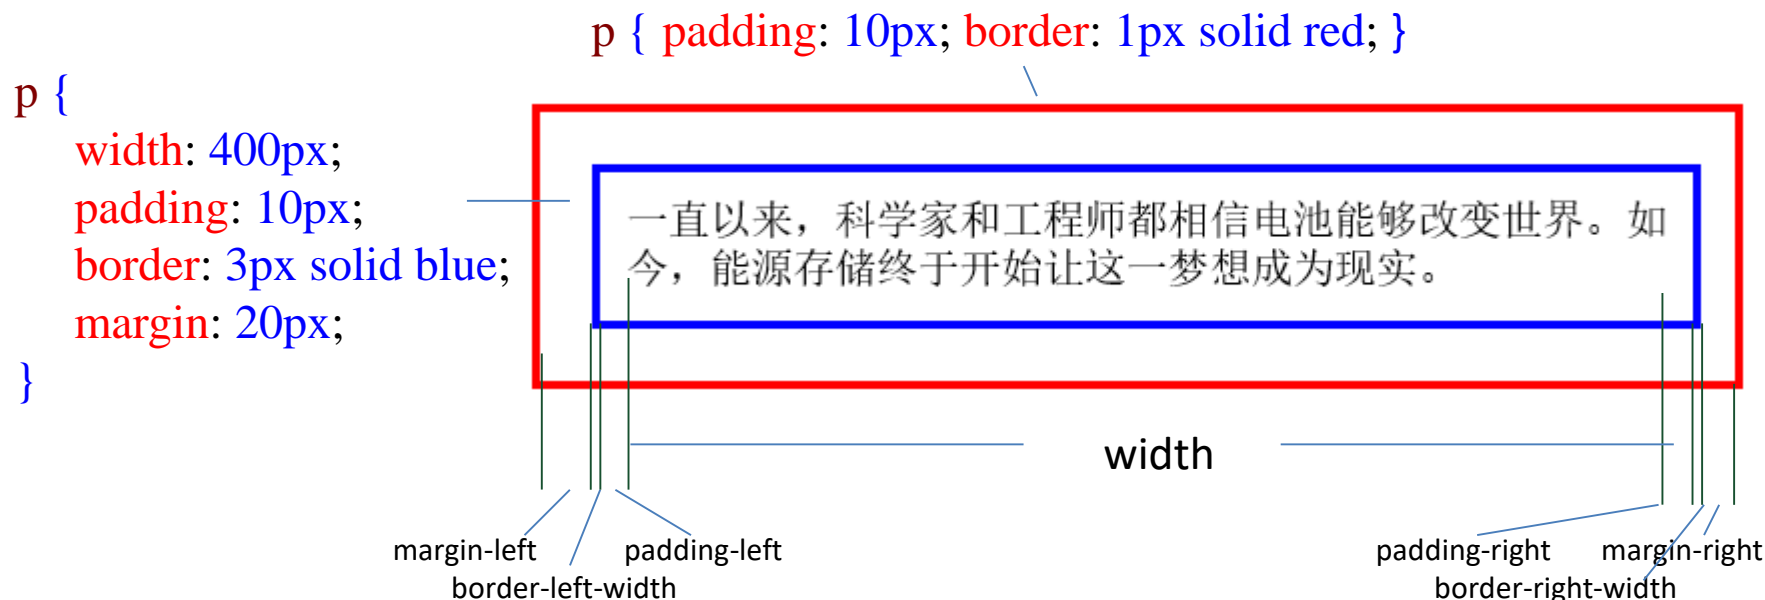 p { padding: 10px; border: 1px solid red; }
p {
width: 400px;
padding: 10px;
border: 3px solid blue;
margin: 20px;
}
一直以来，科学家和工程师都相信电池能够改变世界。如
今，能源存储终于开始让这一梦想成为现实。
width
margin-left
padding-left
padding-right
margin-right
border-left-width
border-right-width